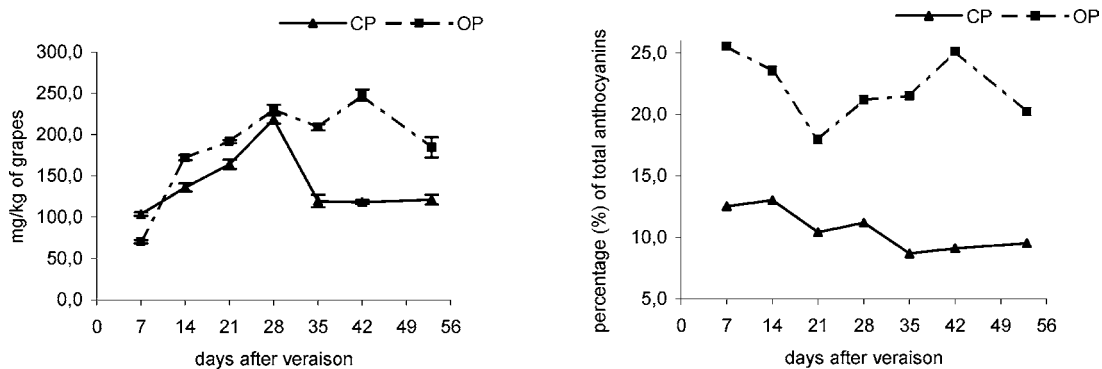 CP OP
300,0
250,0
200,0
150,0
100,0
50,0
0,0
mg/kg of grapes
0 7 14 21 28 35 42 49 56
days after veraison
CP OP
25,0
20,0
15,0
10,0
5,0
percentage (%) of total anthocyanins
0 7 14 21 28 35 42 49 56
days after veraison